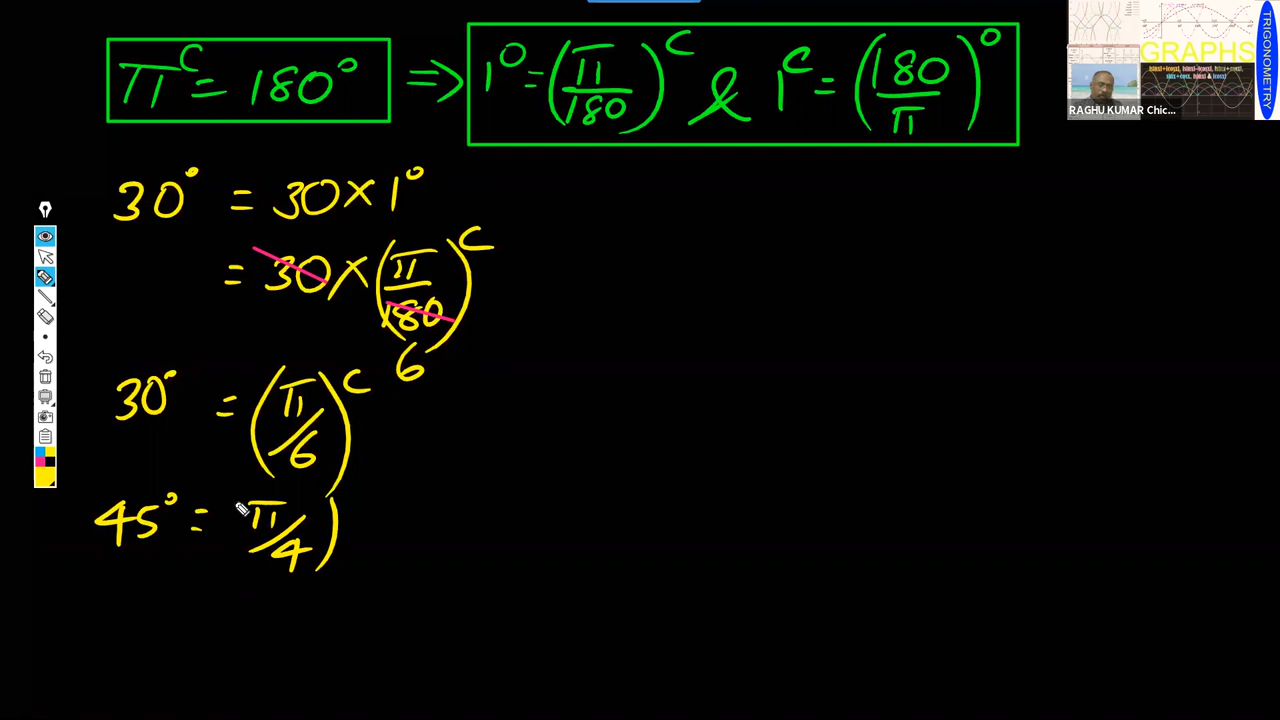 π^c = 180° ⇒ 1° = (π/180)^c & 1^c = (180/π)°
30° = 30 × 1°
= 30 × (π/180)^c
6
30° = (π/6)^c
45° = π/4)
GRAPHS
TRIGONOMETRY
RAGHU KUMAR Chic...